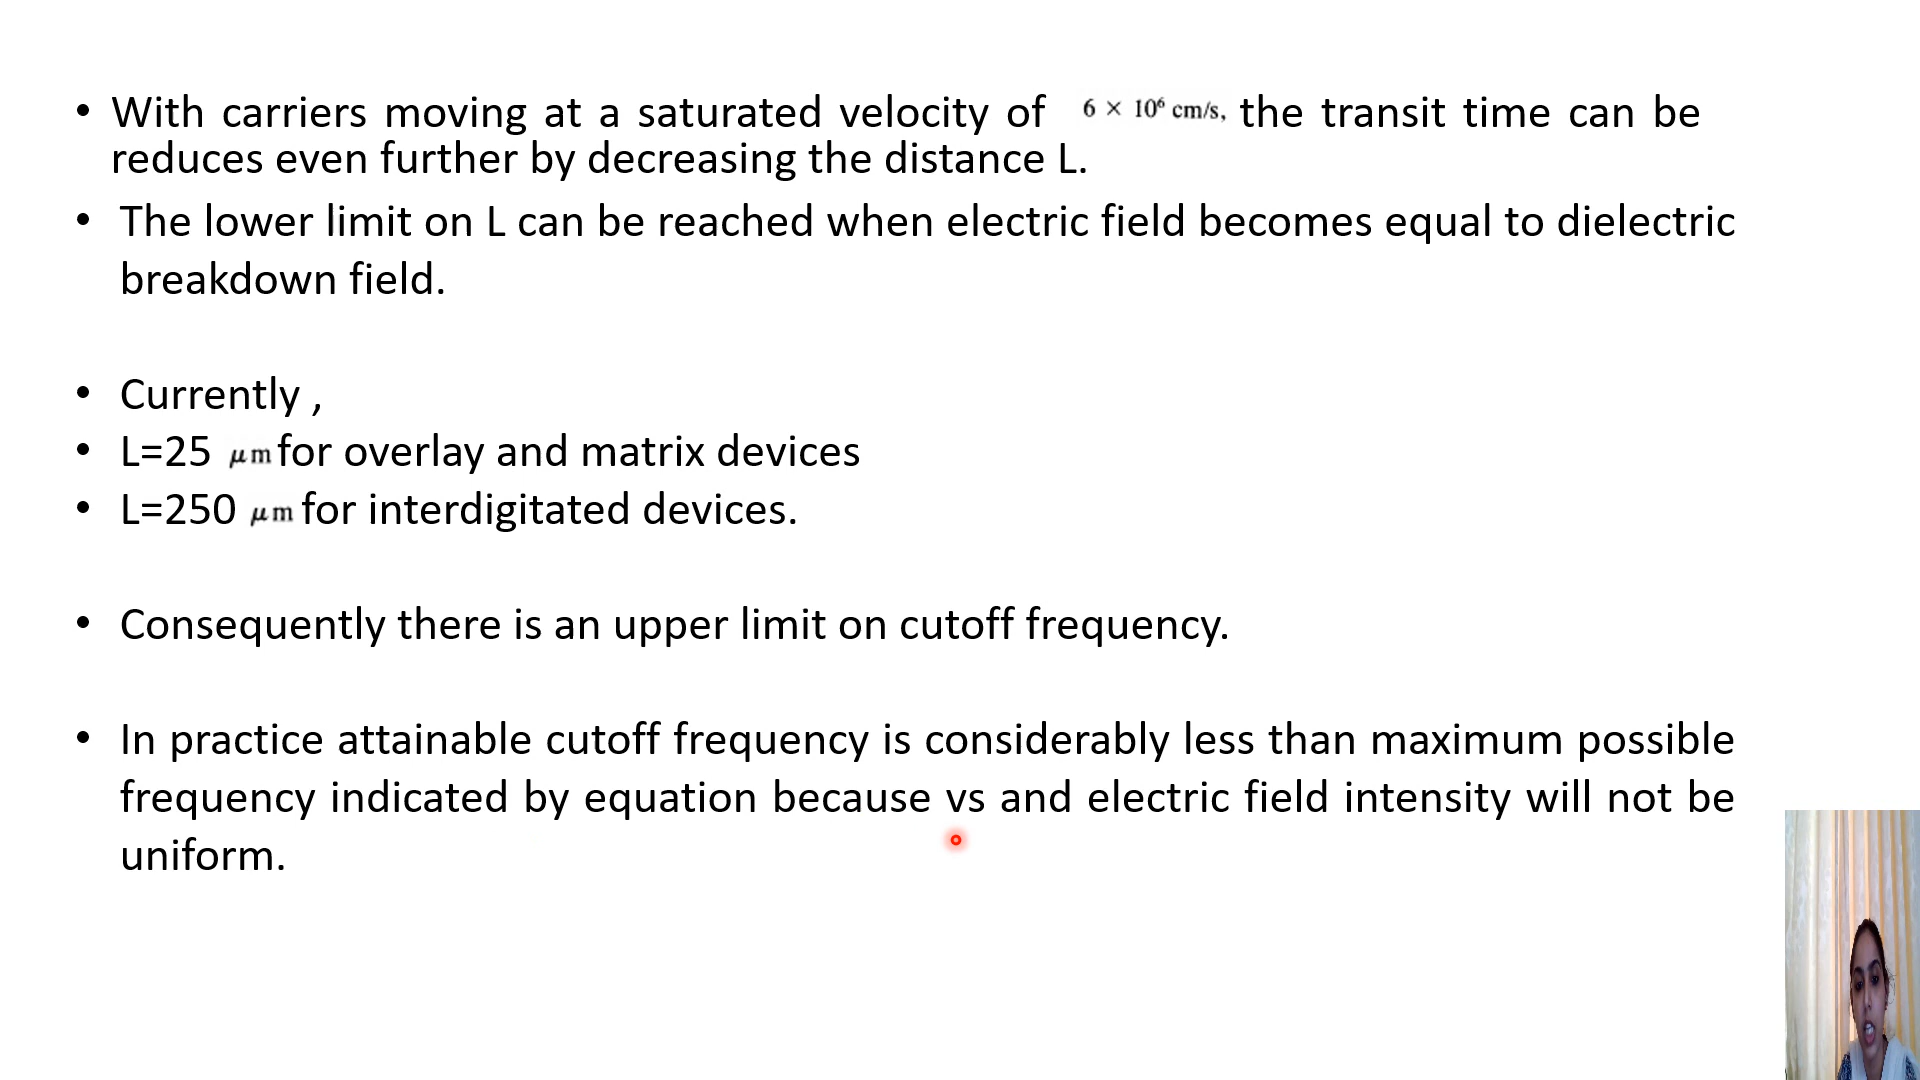 • With carriers moving at a saturated velocity of 6 × 10⁶ cm/s, the transit time can be
reduces even further by decreasing the distance L.
• The lower limit on L can be reached when electric field becomes equal to dielectric
breakdown field.
• Currently ,
• L=25 μm for overlay and matrix devices
• L=250 μm for interdigitated devices.
• Consequently there is an upper limit on cutoff frequency.
• In practice attainable cutoff frequency is considerably less than maximum possible
frequency indicated by equation because vs and electric field intensity will not be
uniform.